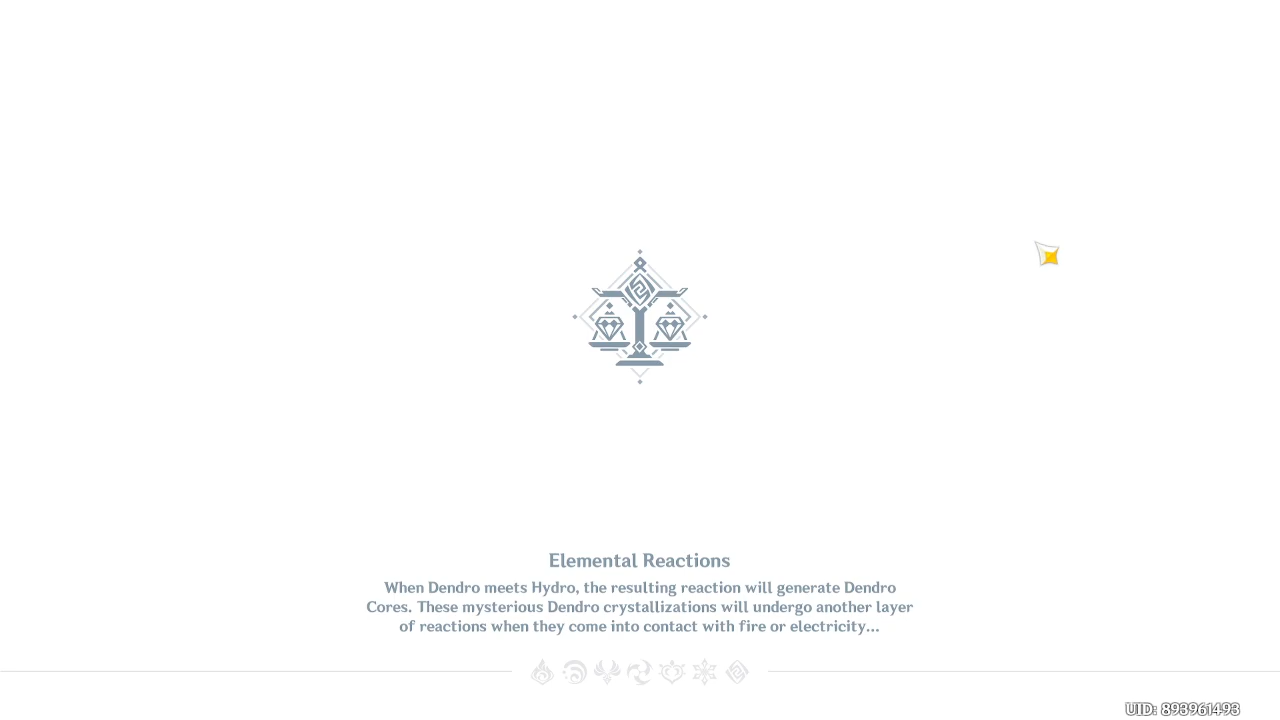 Elemental Reactions
When Dendro meets Hydro, the resulting reaction will generate Dendro
Cores. These mysterious Dendro crystallizations will undergo another layer
of reactions when they come into contact with fire or electricity...
UID: 893961493